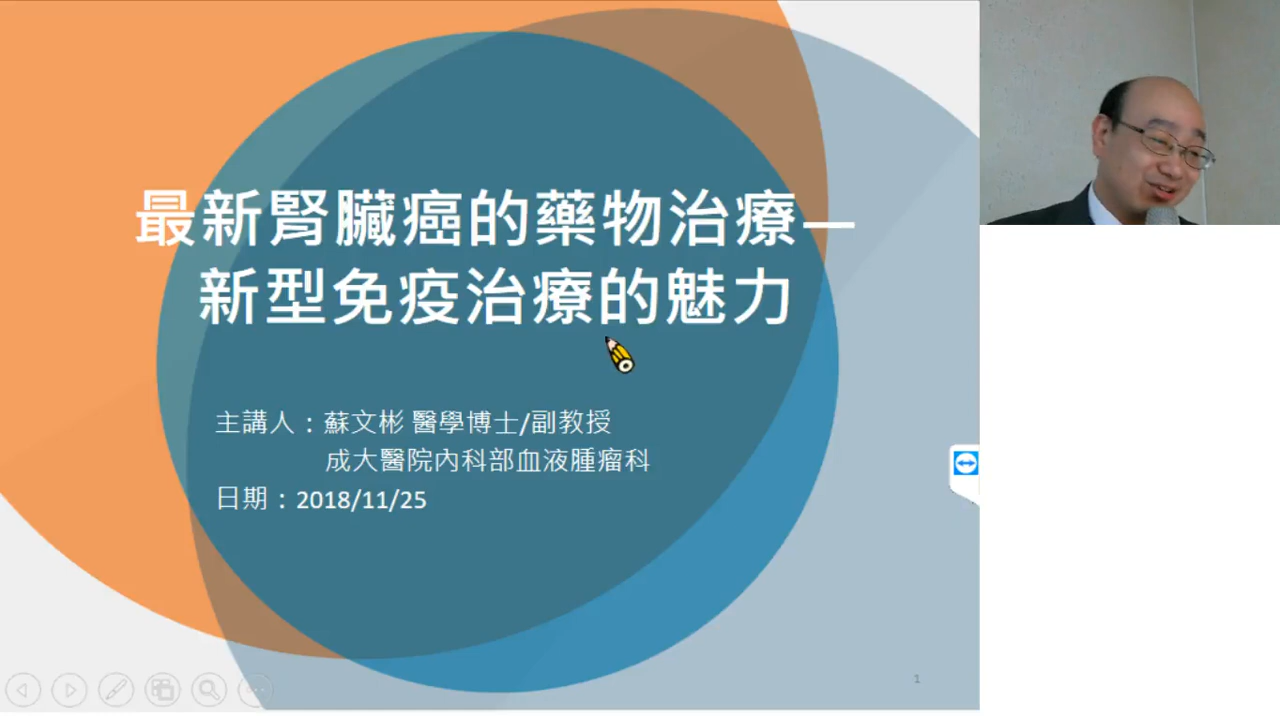 最新腎臟癌的藥物治療—
新型免疫治療的魅力
主講人：蘇文彬 醫學博士/副教授
成大醫院內科部血液腫瘤科
日期：2018/11/25
1